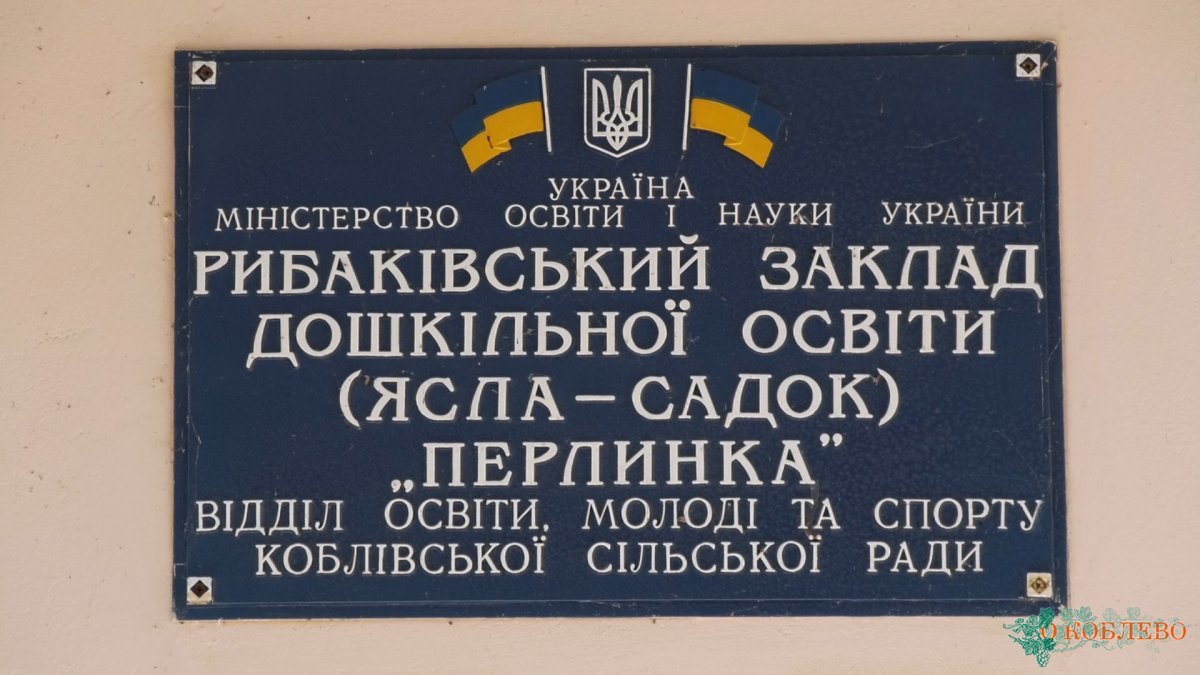 УКРАЇНА
МІНІСТЕРСТВО ОСВІТИ І НАУКИ УКРАЇНИ
РИБАКІВСЬКИЙ ЗАКЛАД
ДОШКІЛЬНОЇ ОСВІТИ
(ЯСЛА – САДОК)
„ПЕРЛИНКА”
ВІДДІЛ ОСВІТИ, МОЛОДІ ТА СПОРТУ
КОБЛІВСЬКОЇ СІЛЬСЬКОЇ РАДИ
О КОБЛЕВО